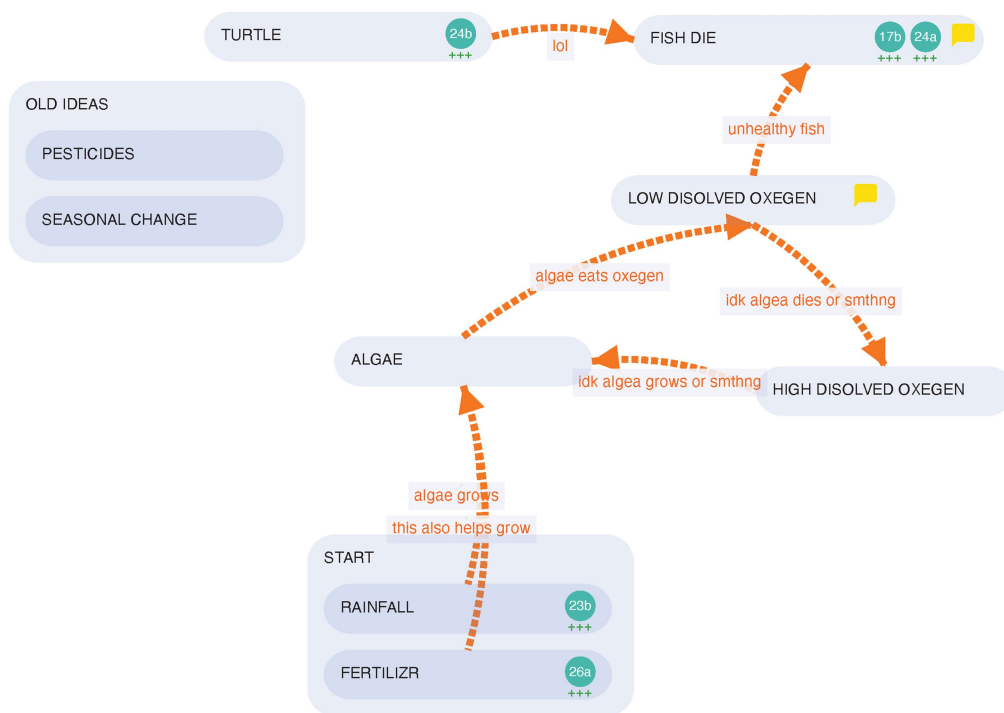 TURTLE
24b
+++
lol
FISH DIE
17b
+++
24a
+++
OLD IDEAS
PESTICIDES
SEASONAL CHANGE
unhealthy fish
LOW DISOLVED OXEGEN
algae eats oxegen
idk algea dies or smthng
ALGAE
idk algea grows or smthng
HIGH DISOLVED OXEGEN
algae grows
this also helps grow
START
RAINFALL
23b
+++
FERTILIZR
26a
+++